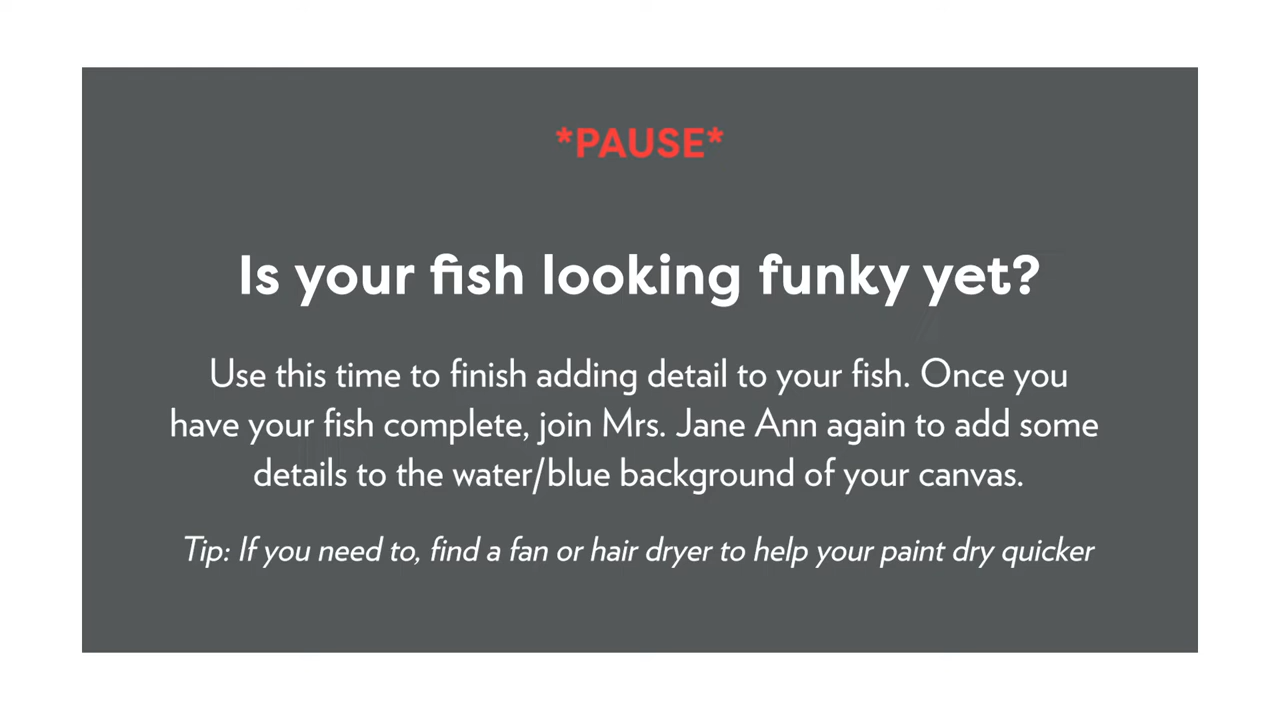 *PAUSE*
Is your fish looking funky yet?
Use this time to finish adding detail to your fish. Once you
have your fish complete, join Mrs. Jane Ann again to add some
details to the water/blue background of your canvas.
Tip: If you need to, find a fan or hair dryer to help your paint dry quicker